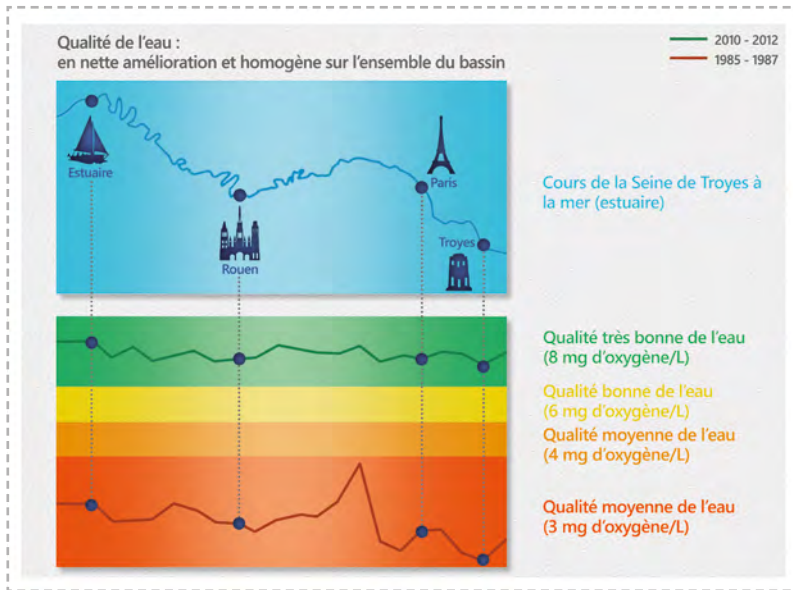 Qualité de l'eau :
en nette amélioration et homogène sur l'ensemble du bassin
2010 - 2012
1985 - 1987
Estuaire
Rouen
Paris
Troyes
Cours de la Seine de Troyes à
la mer (estuaire)
Qualité très bonne de l'eau
(8 mg d'oxygène/L)
Qualité bonne de l'eau
(6 mg d'oxygène/L)
Qualité moyenne de l'eau
(4 mg d'oxygène/L)
Qualité moyenne de l'eau
(3 mg d'oxygène/L)